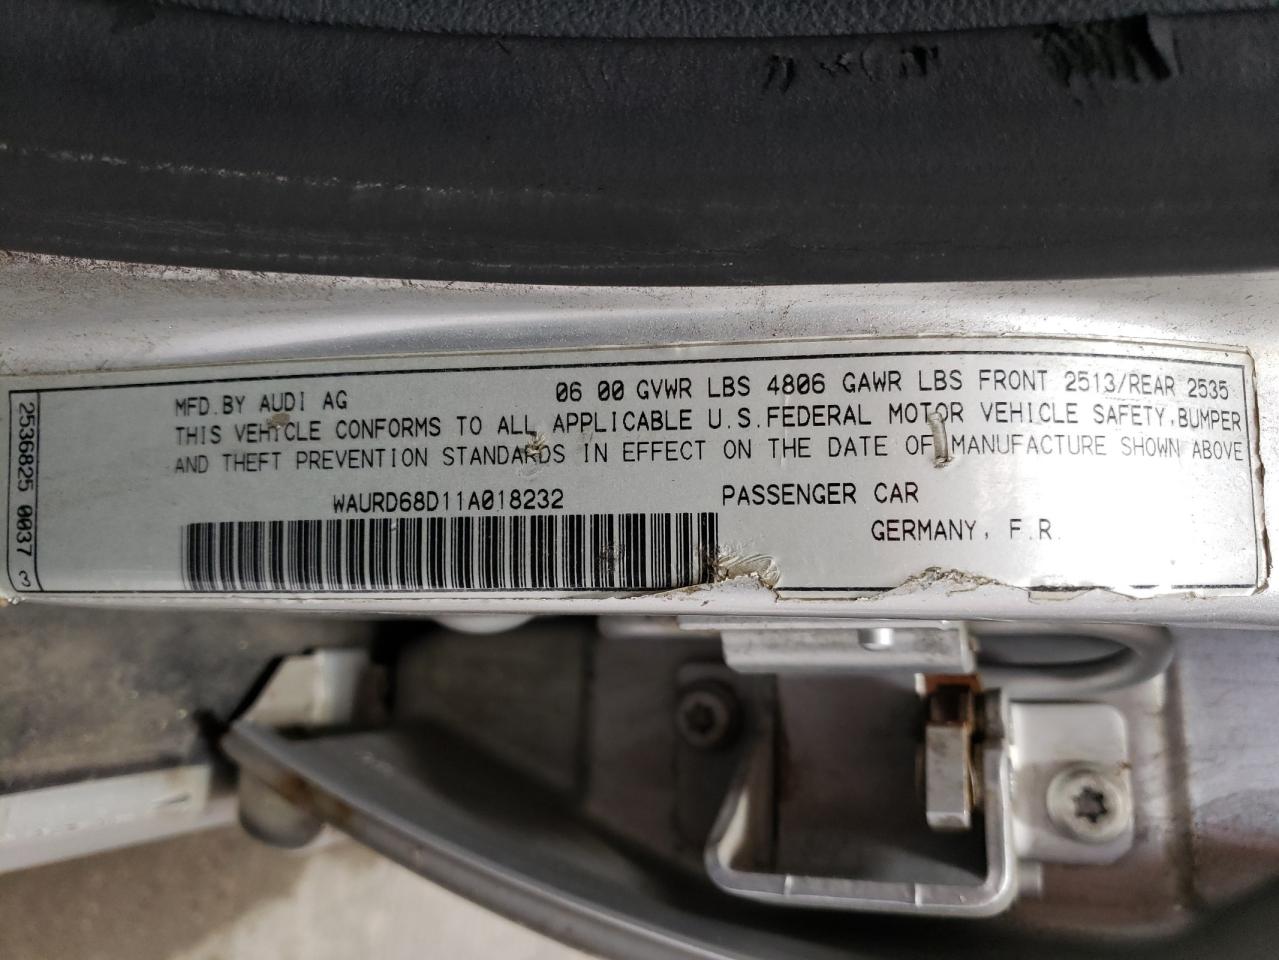 MFD.BY AUDI AG 06 00 GVWR LBS 4806 GAWR LBS FRONT 2513/REAR 2535
THIS VEHICLE CONFORMS TO ALL APPLICABLE U.S.FEDERAL MOTOR VEHICLE SAFETY,BUMPER
AND THEFT PREVENTION STANDARDS IN EFFECT ON THE DATE OF MANUFACTURE SHOWN ABOVE
WAURD68D11A018232 PASSENGER CAR
GERMANY, F.R.
25366825 0037 3